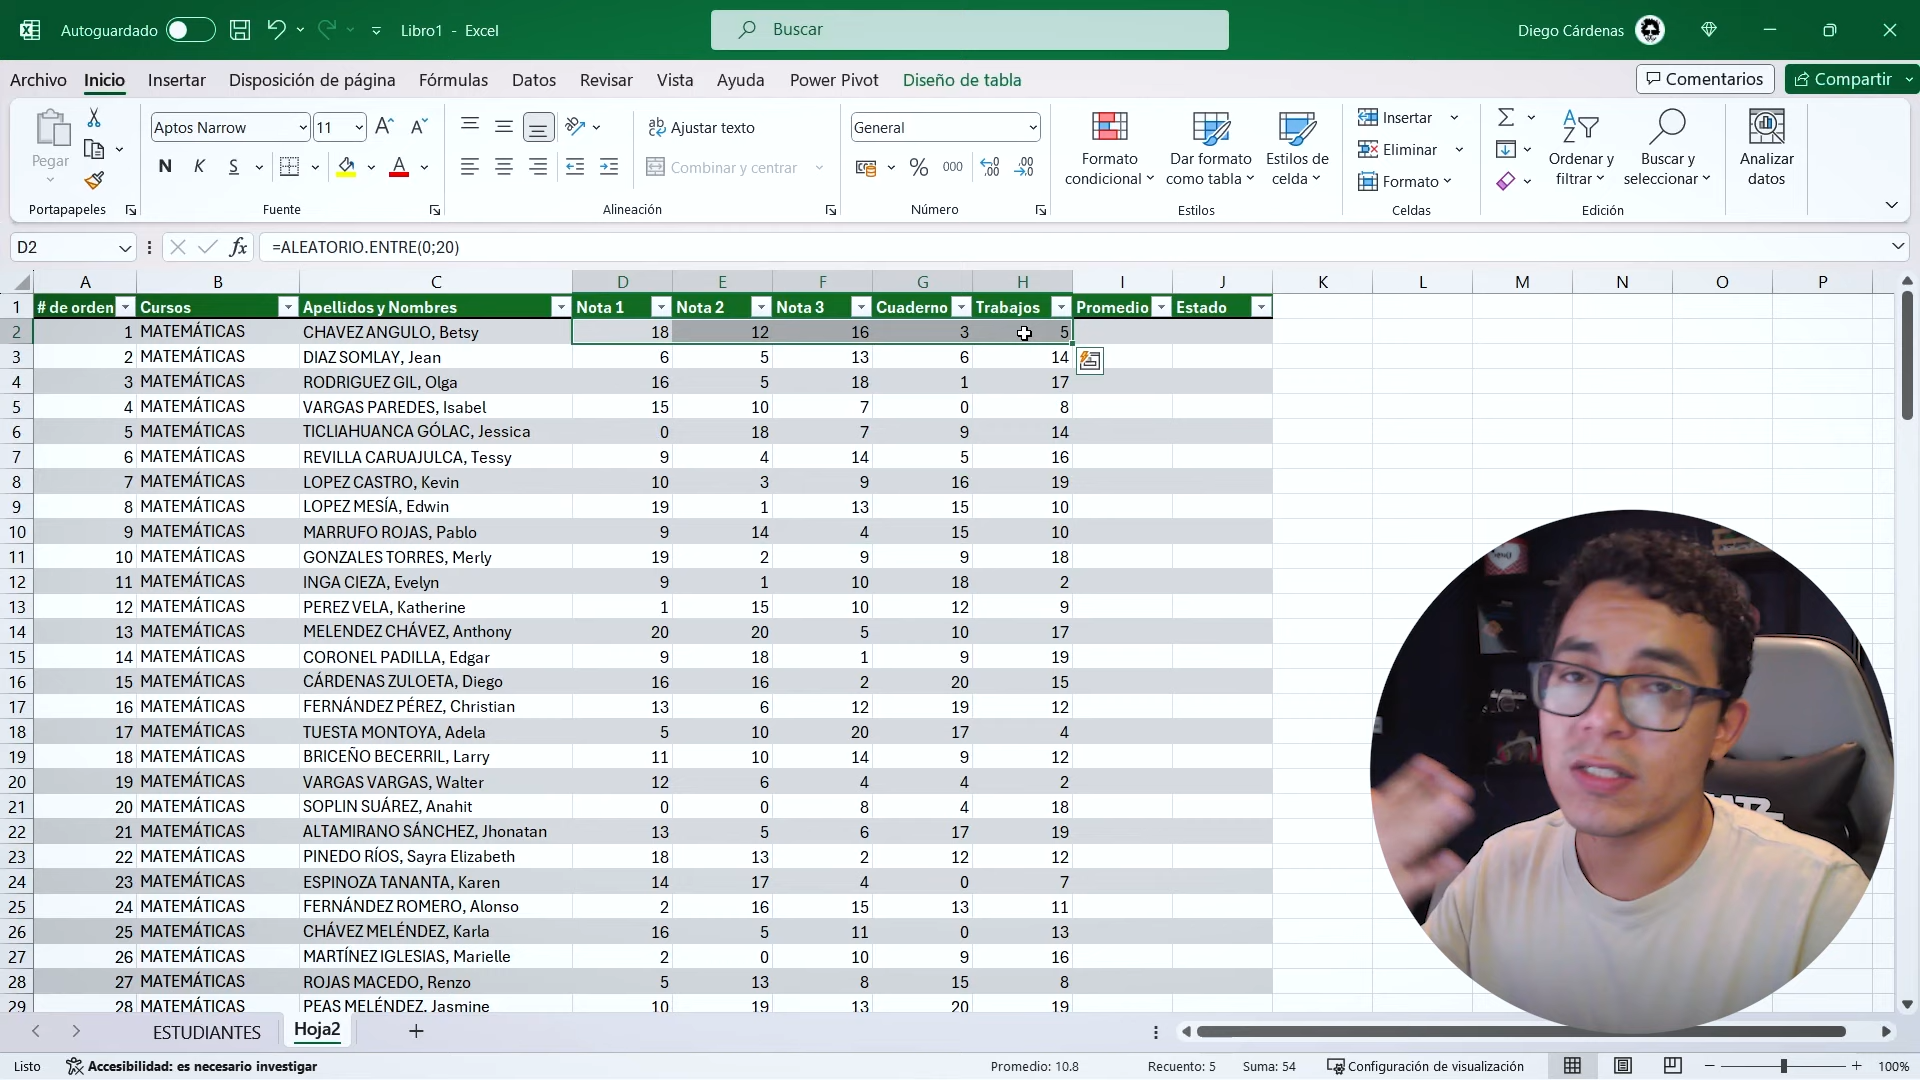 Autoguardado Libro1 - Excel Buscar Diego Cárdenas
Archivo Inicio Insertar Disposición de página Fórmulas Datos Revisar Vista Ayuda Power Pivot Diseño de tabla Comentarios Compartir
Pegar Aptos Narrow 11 A A Ajustar texto General Formato condicional Dar formato como tabla Estilos de celda Insertar Ordenar y filtrar Buscar y seleccionar Analizar datos
N K S A Combinar y centrar % 000 Eliminar
Formato
Portapapeles Fuente Alineación Número Estilos Celdas Edición
D2 fx =ALEATORIO.ENTRE(0;20)
A B C D E F G H I J K L M N O P
1 # de orden Cursos Apellidos y Nombres Nota 1 Nota 2 Nota 3 Cuaderno Trabajos Promedio Estado
2 1 MATEMÁTICAS CHAVEZ ANGULO, Betsy 18 12 16 3 5
3 2 MATEMÁTICAS DIAZ SOMLAY, Jean 6 5 13 6 14
4 3 MATEMÁTICAS RODRIGUEZ GIL, Olga 16 5 18 1 17
5 4 MATEMÁTICAS VARGAS PAREDES, Isabel 15 10 7 0 8
6 5 MATEMÁTICAS TICLIAHUANCA GÓLAC, Jessica 0 18 7 9 14
7 6 MATEMÁTICAS REVILLA CARUAJULCA, Tessy 9 4 14 5 16
8 7 MATEMÁTICAS LOPEZ CASTRO, Kevin 10 3 9 16 19
9 8 MATEMÁTICAS LOPEZ MESÍA, Edwin 19 1 13 15 10
10 9 MATEMÁTICAS MARRUFO ROJAS, Pablo 9 14 4 15 10
11 10 MATEMÁTICAS GONZALES TORRES, Merly 19 2 9 9 18
12 11 MATEMÁTICAS INGA CIEZA, Evelyn 9 1 10 18 2
13 12 MATEMÁTICAS PEREZ VELA, Katherine 1 15 10 12 9
14 13 MATEMÁTICAS MELENDEZ CHÁVEZ, Anthony 20 20 5 10 17
15 14 MATEMÁTICAS CORONEL PADILLA, Edgar 9 18 1 9 19
16 15 MATEMÁTICAS CÁRDENAS ZULOETA, Diego 16 16 2 20 15
17 16 MATEMÁTICAS FERNÁNDEZ PÉREZ, Christian 13 6 12 19 12
18 17 MATEMÁTICAS TUESTA MONTOYA, Adela 5 10 20 17 4
19 18 MATEMÁTICAS BRICEÑO BECERRIL, Larry 11 10 14 9 12
20 19 MATEMÁTICAS VARGAS VARGAS, Walter 12 6 4 4 2
21 20 MATEMÁTICAS SOPLIN SUÁREZ, Anahit 0 0 8 4 18
22 21 MATEMÁTICAS ALTAMIRANO SÁNCHEZ, Jhonatan 13 5 6 17 19
23 22 MATEMÁTICAS PINEDO RÍOS, Sayra Elizabeth 18 13 2 12 12
24 23 MATEMÁTICAS ESPINOZA TANANTA, Karen 14 17 4 0 7
25 24 MATEMÁTICAS FERNÁNDEZ ROMERO, Alonso 2 16 15 13 11
26 25 MATEMÁTICAS CHÁVEZ MELÉNDEZ, Karla 16 5 11 0 13
27 26 MATEMÁTICAS MARTÍNEZ IGLESIAS, Marielle 2 0 10 9 16
28 27 MATEMÁTICAS ROJAS MACEDO, Renzo 5 13 8 15 8
29 28 MATEMÁTICAS PEAS MELÉNDEZ, Jasmine 10 19 13 20 19
ESTUDIANTES Hoja2
Listo Accesibilidad: es necesario investigar Promedio: 10.8 Recuento: 5 Suma: 54 Configuración de visualización 100%